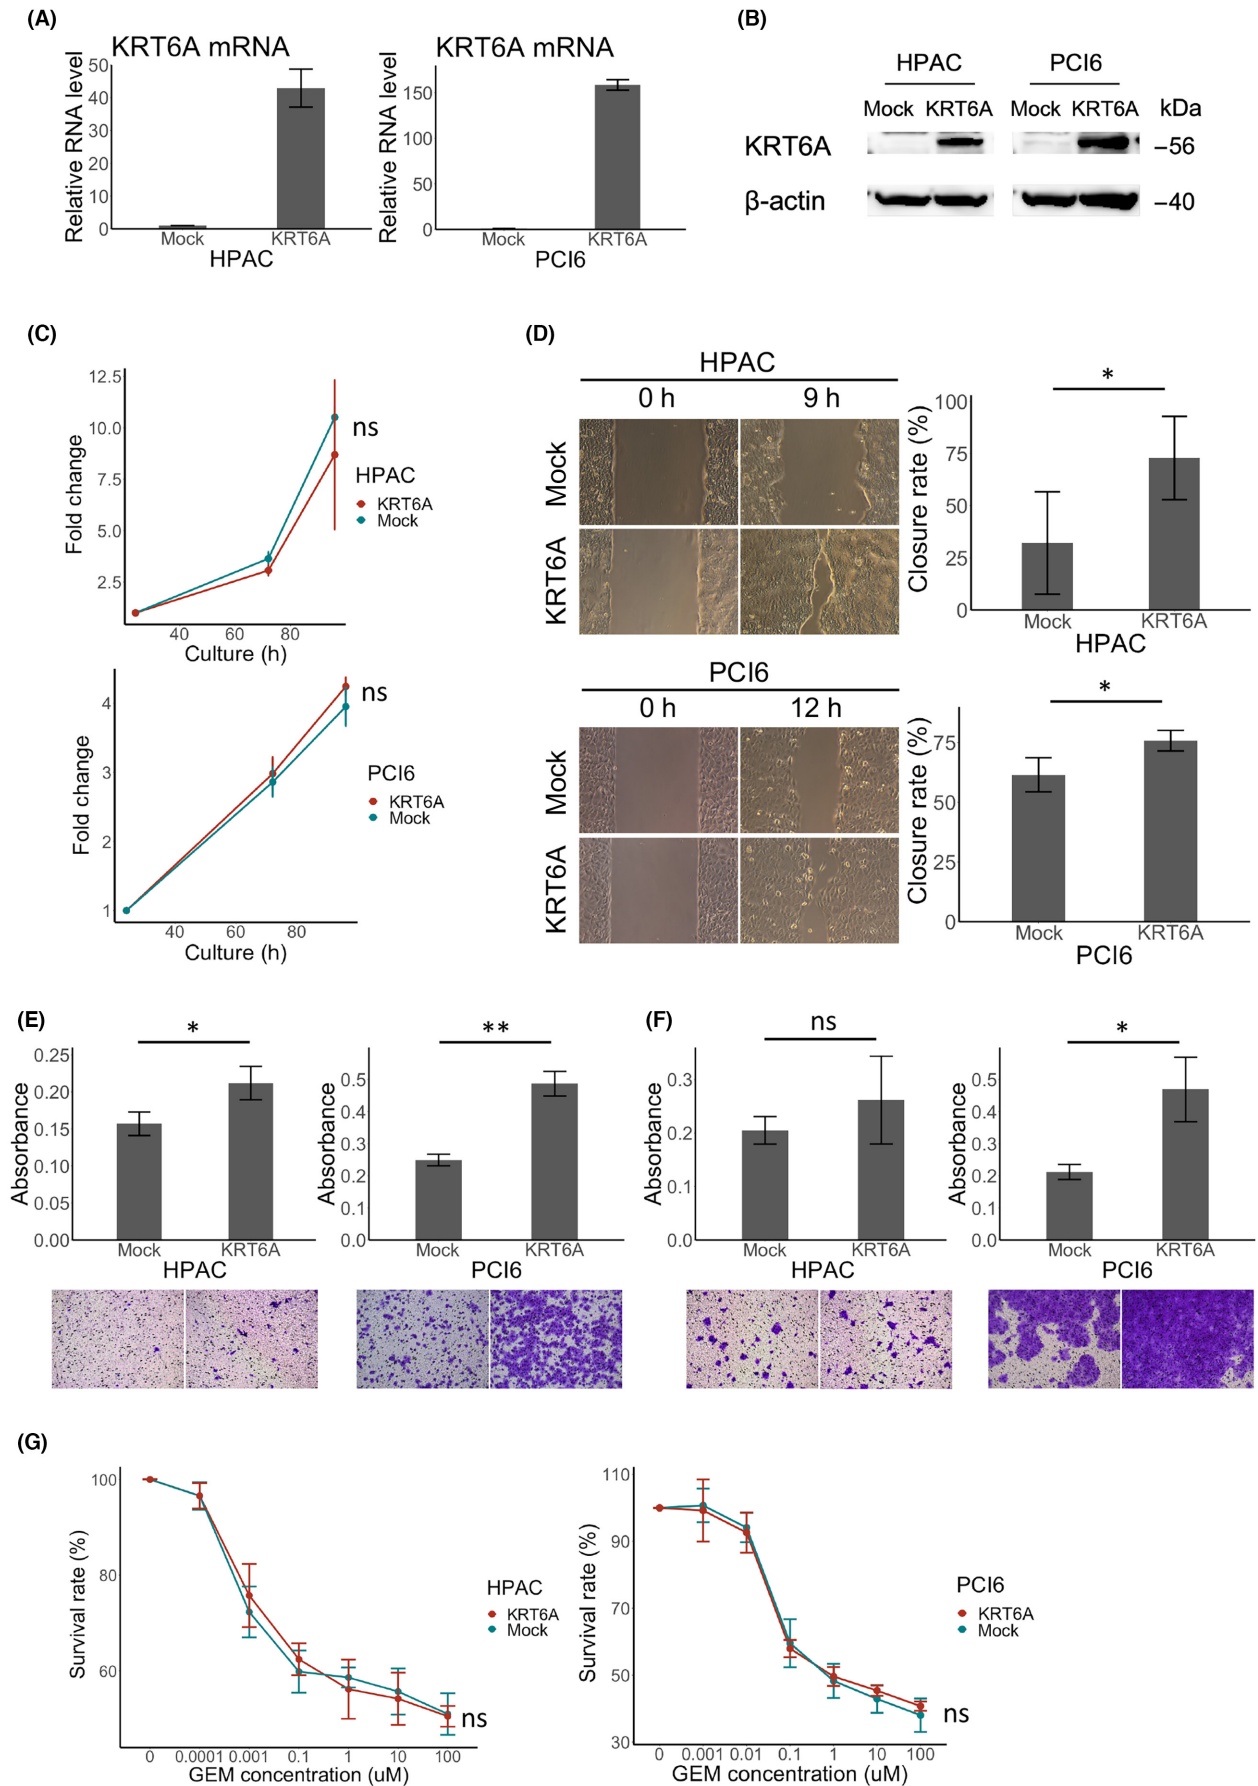 (A)
KRT6A mRNA
Relative RNA level
50
40
30
20
10
0
Mock KRT6A
HPAC
KRT6A mRNA
Relative RNA level
150
100
50
0
Mock KRT6A
PCI6
(B)
HPAC PCI6
Mock KRT6A Mock KRT6A kDa
KRT6A –56
β-actin –40
(C)
Fold change
12.5
10.0
7.5
5.0
2.5
ns
HPAC
KRT6A
Mock
40 60 80
Culture (h)
Fold change
4
3
2
1
ns
PCI6
KRT6A
Mock
40 60 80
Culture (h)
(D)
HPAC
0 h 9 h
Mock
KRT6A
Closure rate (%)
100
75
50
25
0
*
Mock KRT6A
HPAC
PCI6
0 h 12 h
Mock
KRT6A
Closure rate (%)
75
50
25
0
*
Mock KRT6A
PCI6
(E)
Absorbance
0.25
0.20
0.15
0.10
0.05
0.00
*
Mock KRT6A
HPAC
Absorbance
0.5
0.4
0.3
0.2
0.1
0.0
**
Mock KRT6A
PCI6
(F)
Absorbance
0.3
0.2
0.1
0.0
ns
Mock KRT6A
HPAC
Absorbance
0.5
0.4
0.3
0.2
0.1
0.0
*
Mock KRT6A
PCI6
(G)
Survival rate (%)
100
80
60
HPAC
KRT6A
Mock
ns
0 0.0001 0.001 0.1 1 10 100
GEM concentration (uM)
Survival rate (%)
110
90
70
50
30
PCI6
KRT6A
Mock
ns
0 0.001 0.01 0.1 1 10 100
GEM concentration (uM)